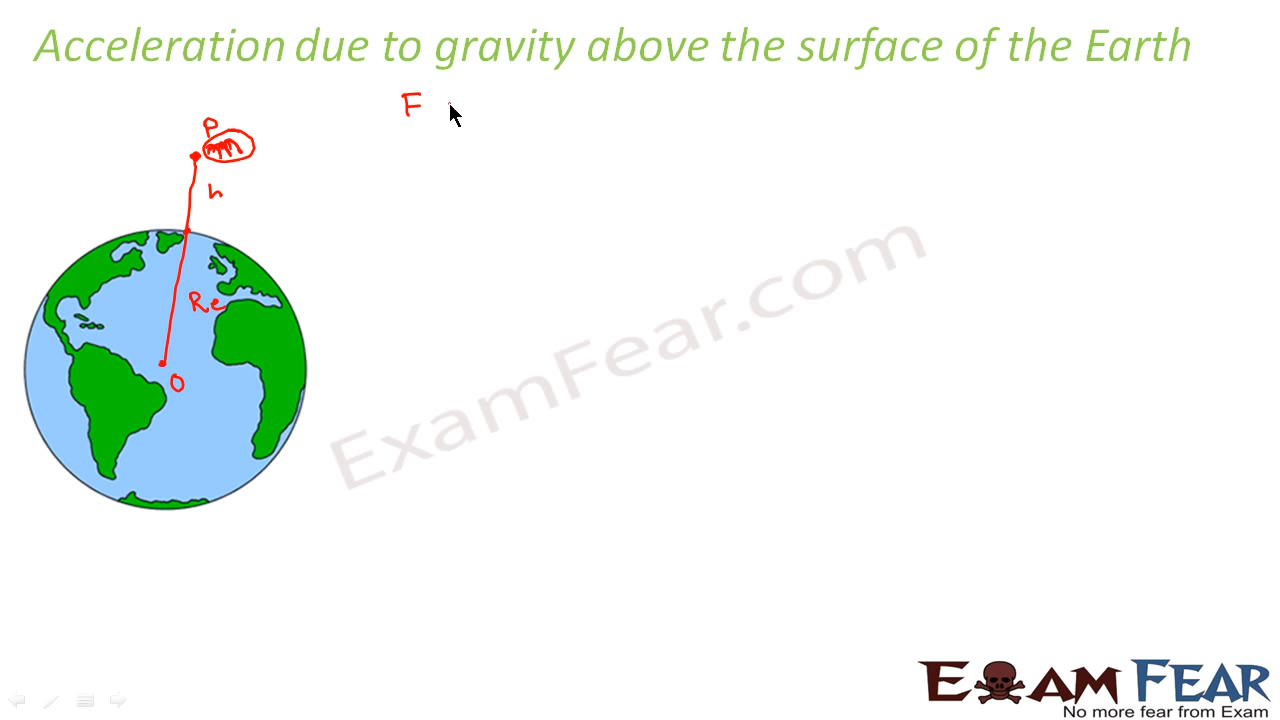 Acceleration due to gravity above the surface of the Earth
F
P
m
h
Re
O
ExamFear.com
EXAM FEAR
No more fear from Exam